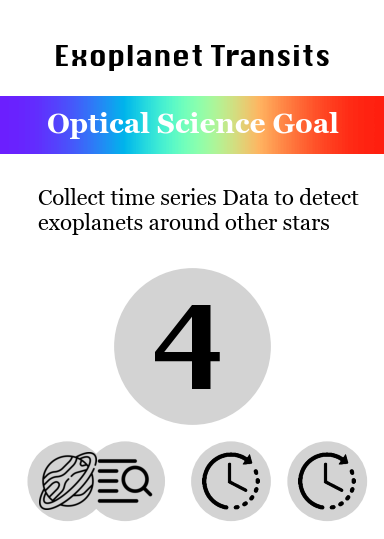 Exoplanet Transits
Optical Science Goal
Collect time series Data to detect
exoplanets around other stars
4